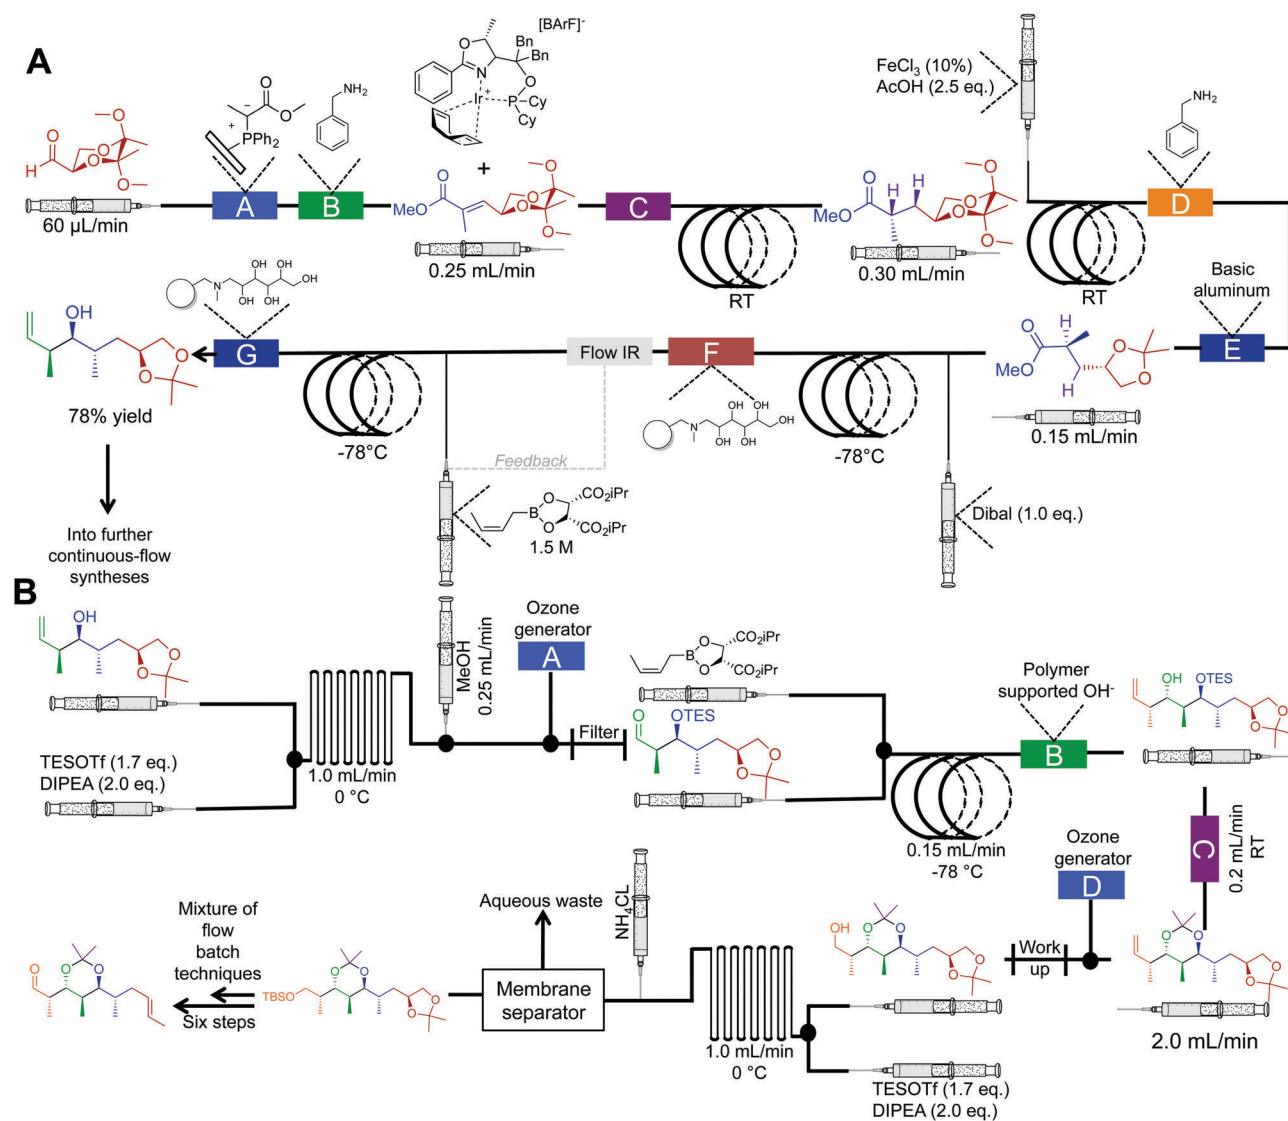 A
[BArF]⁻
Bn
Bn
O
N
Ir⁺
O
P
Cy
Cy
FeCl₃ (10%)
AcOH (2.5 eq.)
NH₂
O
O
PPh₂
+
−
NH₂
O
H
O
O
O
O
60 µL/min
A
B
+
O
MeO
O
O
O
O
0.25 mL/min
C
RT
O
MeO
H
H
O
O
O
O
0.30 mL/min
RT
D
Basic
aluminum
E
O
MeO
H
H
O
O
0.15 mL/min
Dibal (1.0 eq.)
-78°C
F
N
OH
OH
OH
OH
OH
Flow IR
Feedback
B
O
O
CO₂iPr
CO₂iPr
1.5 M
-78°C
G
N
OH
OH
OH
OH
OH
OH
O
O
78% yield
Into further
continuous-flow
syntheses
B
OH
O
O
TESOTf (1.7 eq.)
DIPEA (2.0 eq.)
1.0 mL/min
0 °C
MeOH
0.25 mL/min
Ozone
generator
A
Filter
B
O
O
CO₂iPr
CO₂iPr
O
OTES
O
O
0.15 mL/min
-78 °C
Polymer
supported OH⁻
B
OH
OTES
O
O
C
0.2 mL/min
RT
O
O
O
O
2.0 mL/min
Ozone
generator
D
Work
up
OH
O
O
O
O
TESOTf (1.7 eq.)
DIPEA (2.0 eq.)
1.0 mL/min
0 °C
NH₄CL
Aqueous waste
Membrane
separator
TBSO
O
O
O
O
Mixture of
flow
batch
techniques
Six steps
O
O
O